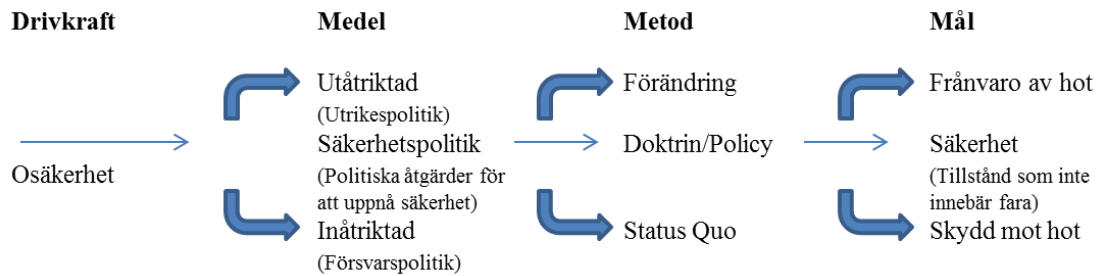 Drivkraft Medel Metod Mål
Utåtriktad Förändring Frånvaro av hot
(Utrikespolitik)
Säkerhetspolitik Doktrin/Policy Säkerhet
Osäkerhet
(Politiska åtgärder för (Tillstånd som inte
att uppnå säkerhet) innebär fara)
Inåtriktad Status Quo Skydd mot hot
(Försvarspolitik)